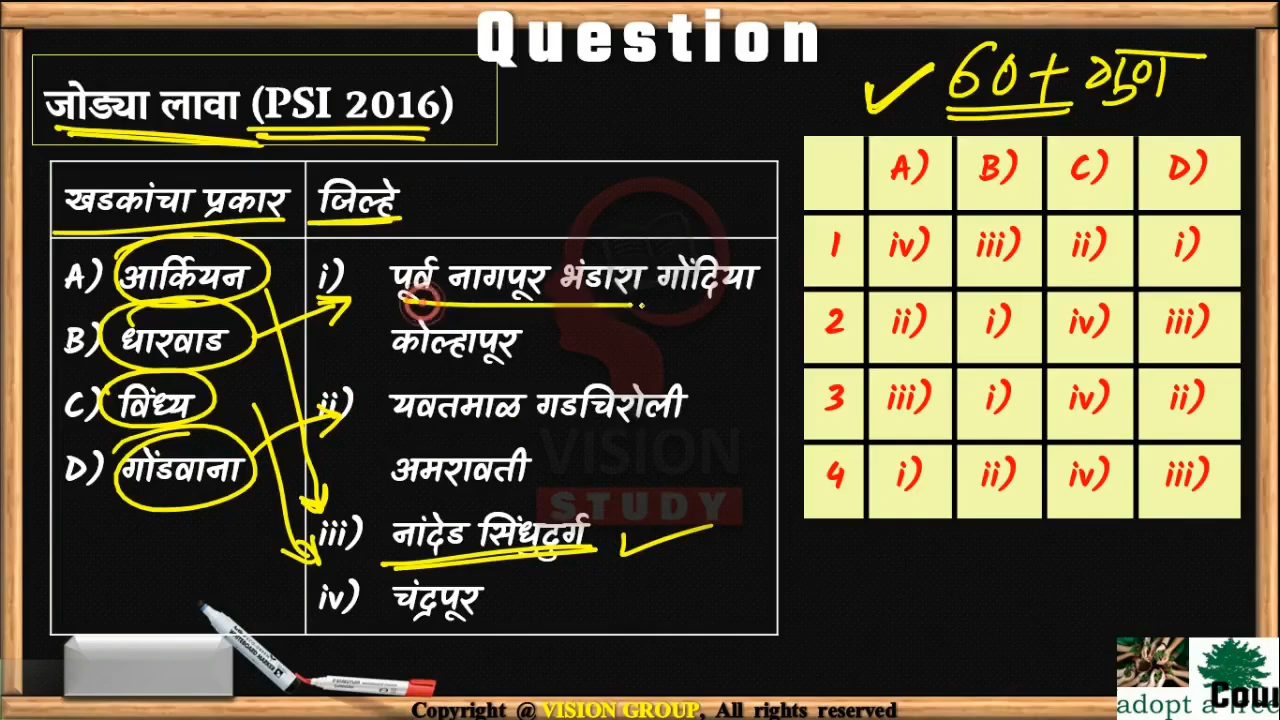 Question
जोड्या लावा (PSI 2016)
60+ गुण
खडकांचा प्रकार जिल्हे
A) आर्कियन i) पूर्व नागपूर भंडारा गोंदिया
B) धारवाड कोल्हापूर
C) विंध्य ii) यवतमाळ गडचिरोली
D) गोंडवाना अमरावती
iii) नांदेड सिंधुदुर्ग
iv) चंद्रपूर
A) B) C) D)
1 iv) iii) ii) i)
2 ii) i) iv) iii)
3 iii) i) iv) ii)
4 i) ii) iv) iii)
VISION
STUDY
adopt a tree
Cow
Copyright @ VISION GROUP, All rights reserved